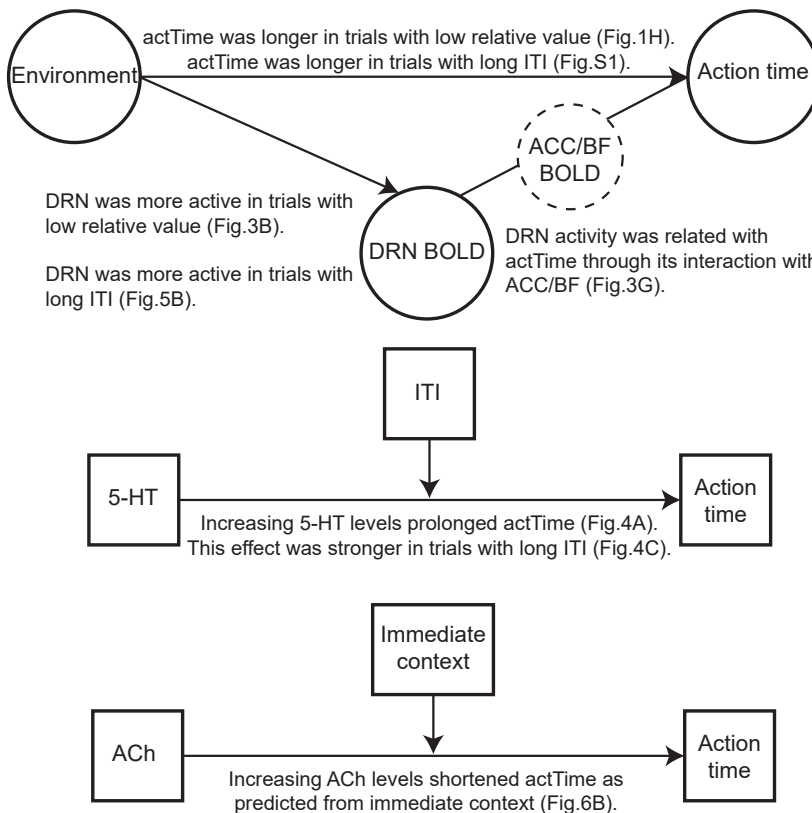 actTime was longer in trials with low relative value (Fig.1H).
actTime was longer in trials with long ITI (Fig.S1).
Environment
Action time
ACC/BF
BOLD
DRN was more active in trials with
low relative value (Fig.3B).
DRN was more active in trials with
long ITI (Fig.5B).
DRN BOLD
DRN activity was related with
actTime through its interaction with
ACC/BF (Fig.3G).
ITI
5-HT
Action
time
Increasing 5-HT levels prolonged actTime (Fig.4A).
This effect was stronger in trials with long ITI (Fig.4C).
Immediate
context
ACh
Action
time
Increasing ACh levels shortened actTime as
predicted from immediate context (Fig.6B).